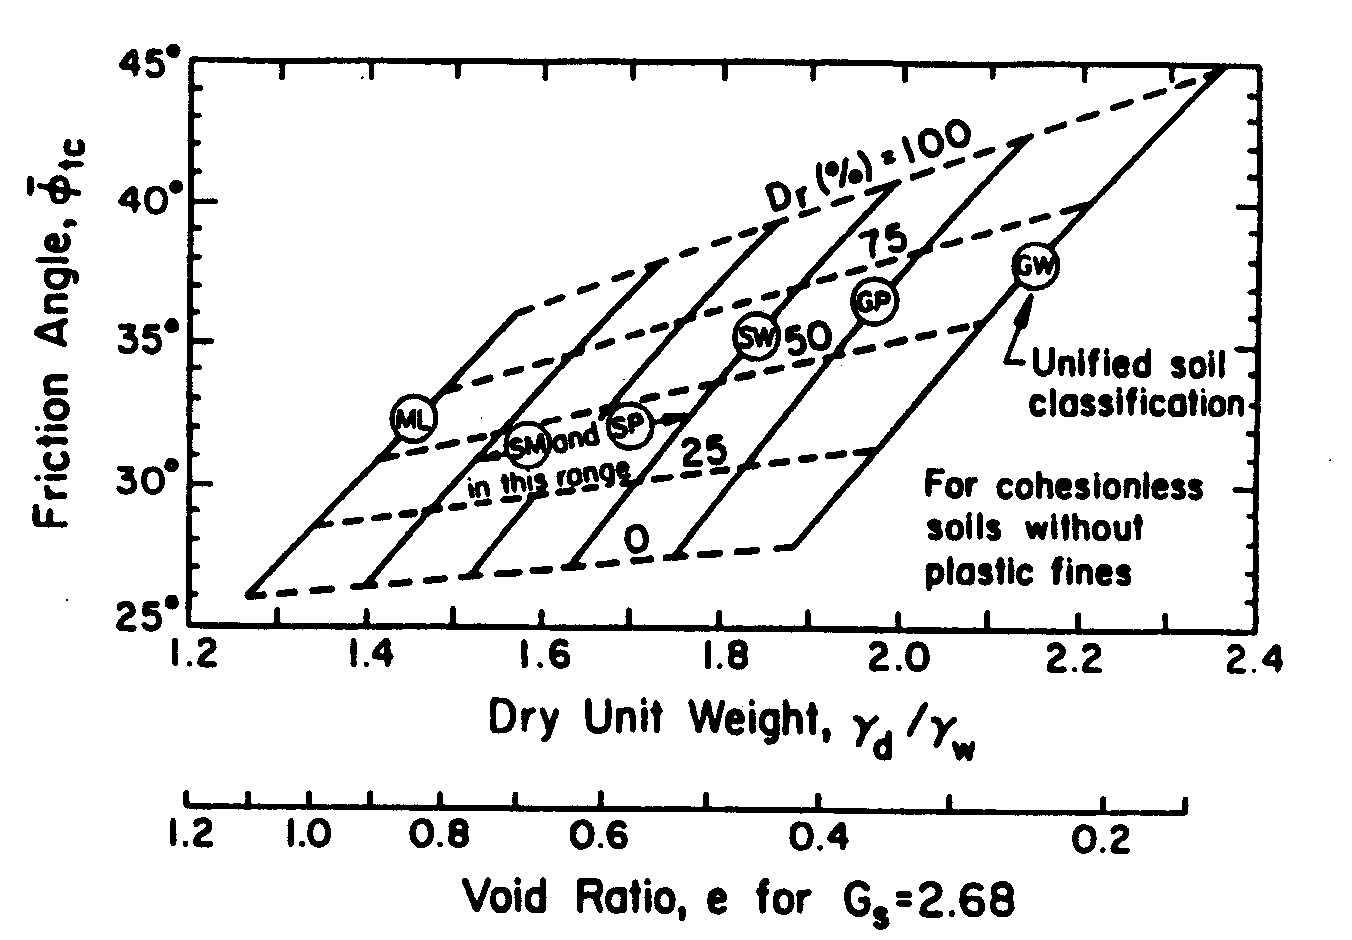 45°
40°
35°
30°
25°
Friction Angle, φ̄tc
Dr (%) = 100
75
50
25
0
ML
SM and SP
in this range
SW
GP
GW
Unified soil
classification
For cohesionless
soils without
plastic fines
1.2 1.4 1.6 1.8 2.0 2.2 2.4
Dry Unit Weight, γd /γw
1.2 1.0 0.8 0.6 0.4 0.2
Void Ratio, e for Gs=2.68